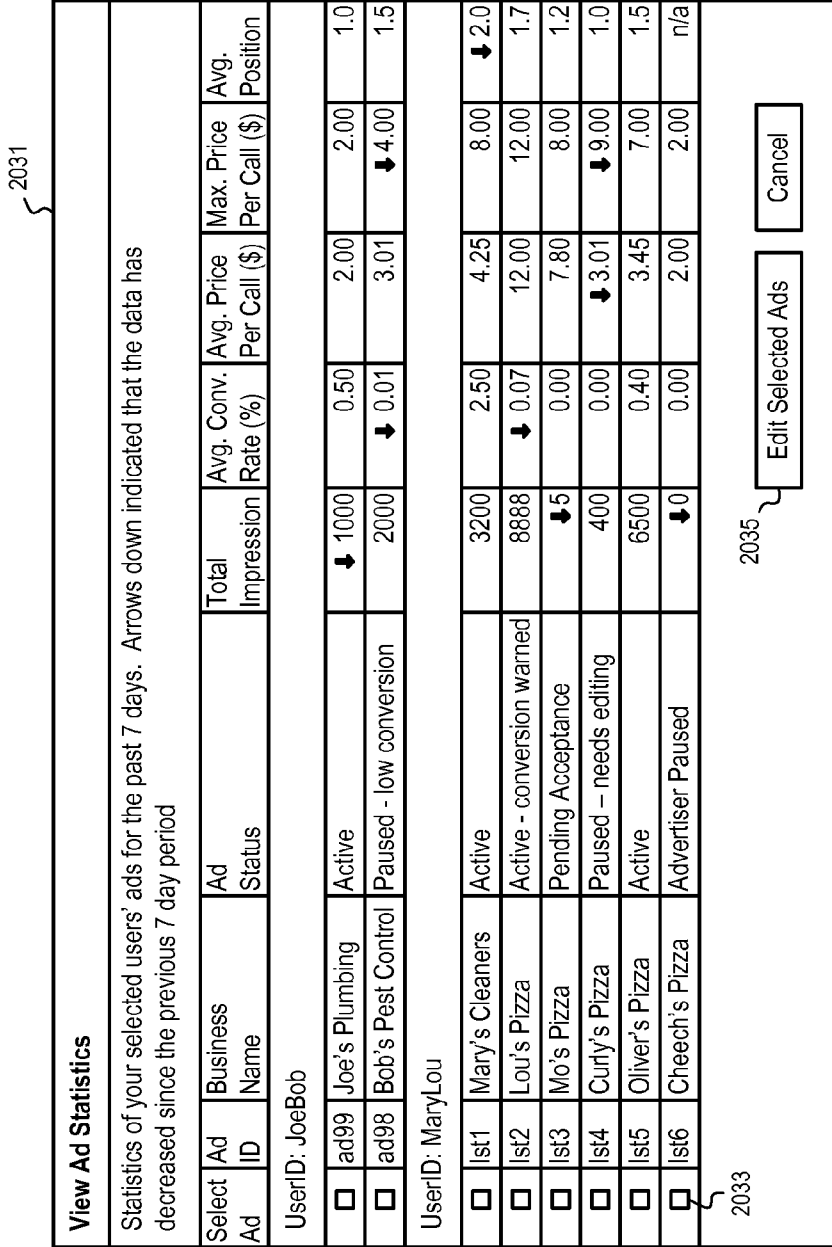 2031
View Ad Statistics
Statistics of your selected users' ads for the past 7 days. Arrows down indicated that the data has
decreased since the previous 7 day period
Select Ad Ad ID Business Name Ad Status Total Impression Avg. Conv. Rate (%) Avg. Price Per Call ($) Max. Price Per Call ($) Avg. Position
UserID: JoeBob
ad99 Joe's Plumbing Active ⬇ 1000 0.50 2.00 2.00 1.0
ad98 Bob's Pest Control Paused - low conversion 2000 ⬇ 0.01 3.01 ⬇ 4.00 1.5
UserID: MaryLou
lst1 Mary's Cleaners Active 3200 2.50 4.25 8.00 ⬇ 2.0
lst2 Lou's Pizza Active - conversion warned 8888 ⬇ 0.07 12.00 12.00 1.7
lst3 Mo's Pizza Pending Acceptance ⬇ 5 0.00 7.80 8.00 1.2
lst4 Curly's Pizza Paused – needs editing 400 0.00 ⬇ 3.01 ⬇ 9.00 1.0
lst5 Oliver's Pizza Active 6500 0.40 3.45 7.00 1.5
lst6 Cheech's Pizza Advertiser Paused ⬇ 0 0.00 2.00 2.00 n/a
2033
2035
Edit Selected Ads Cancel